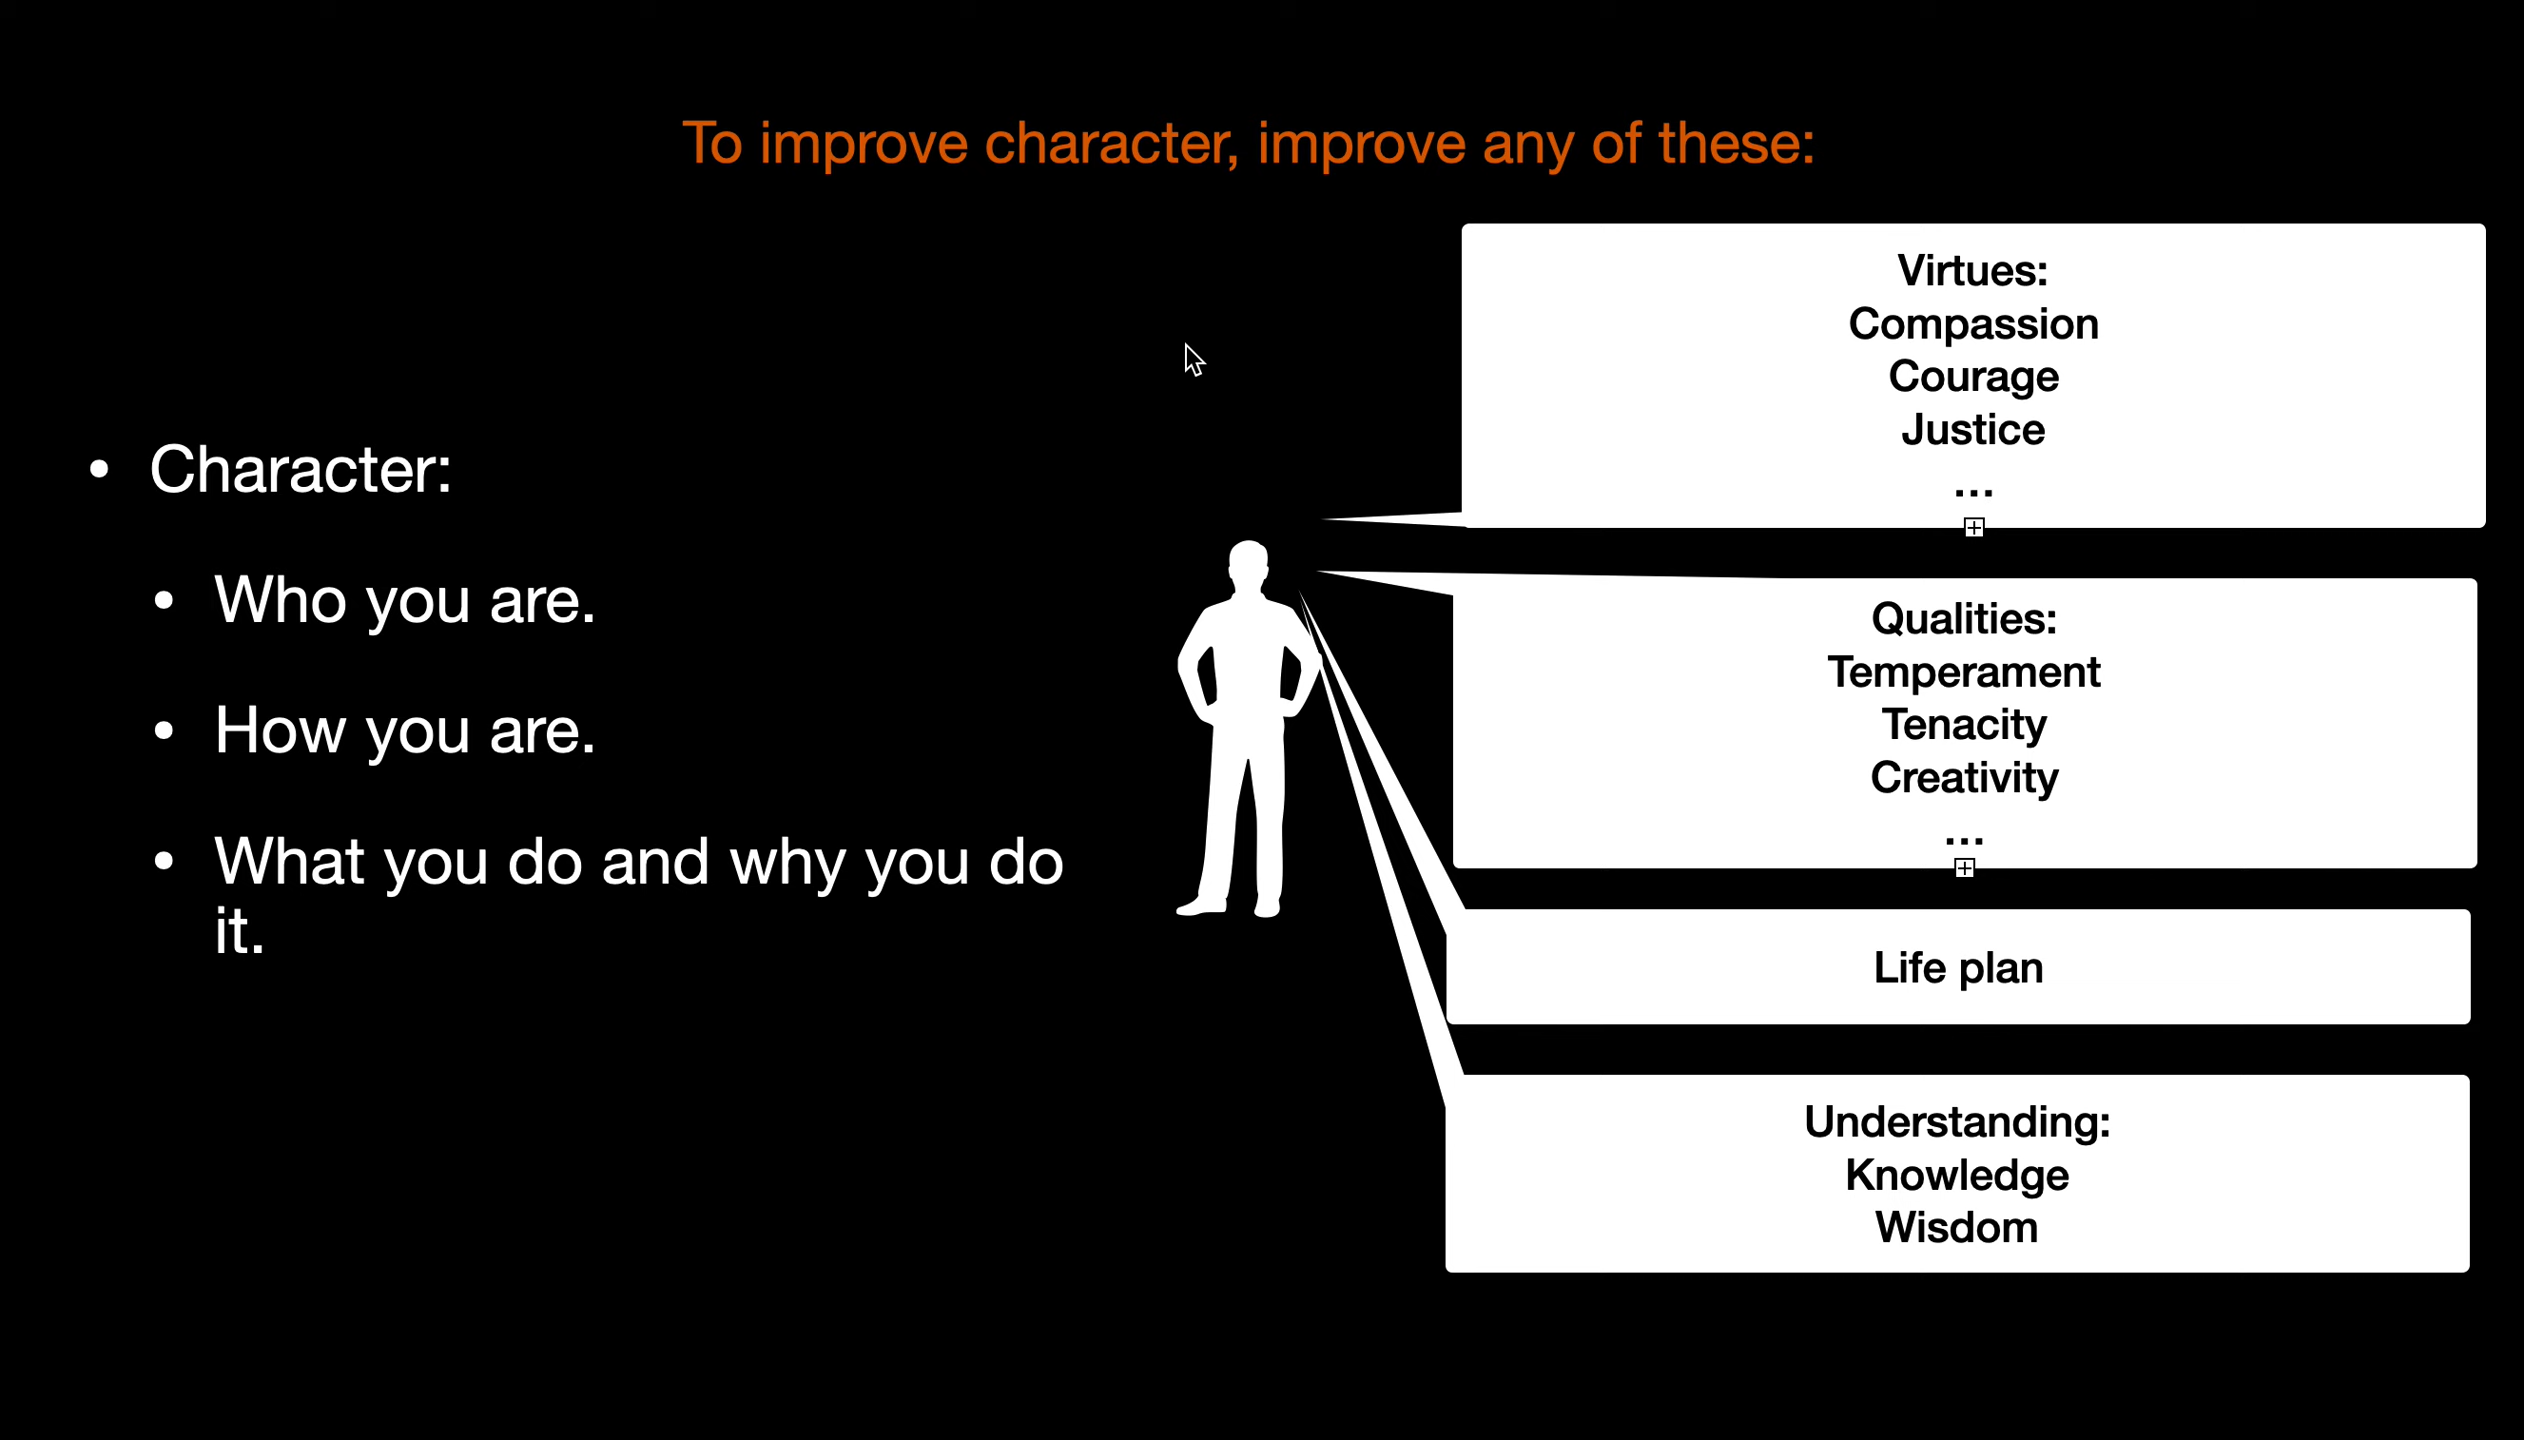 To improve character, improve any of these:
• Character:
• Who you are.
• How you are.
• What you do and why you do
it.
Virtues:
Compassion
Courage
Justice
...
Qualities:
Temperament
Tenacity
Creativity
...
Life plan
Understanding:
Knowledge
Wisdom